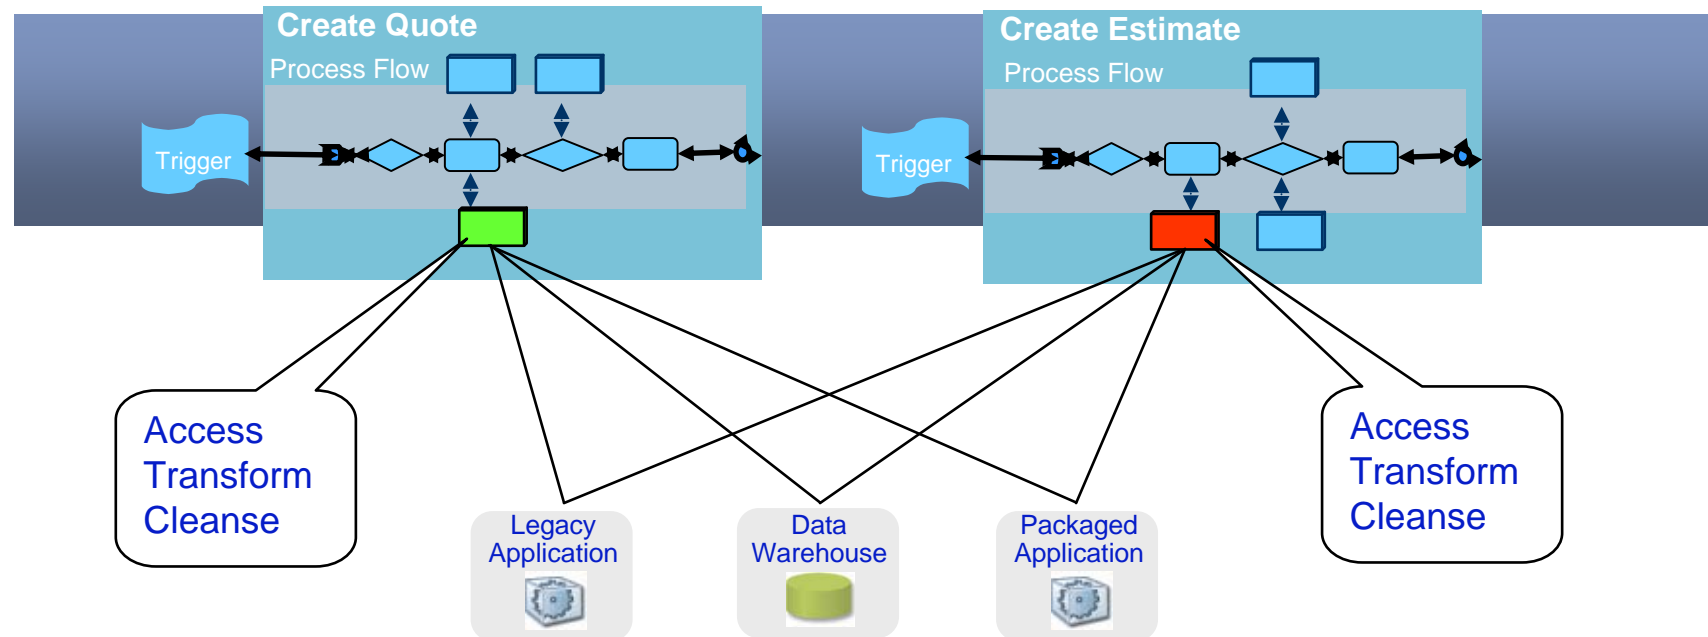 Create Quote
Process Flow
Trigger
Create Estimate
Process Flow
Trigger
Access
Transform
Cleanse
Legacy
Application
Data
Warehouse
Packaged
Application
Access
Transform
Cleanse